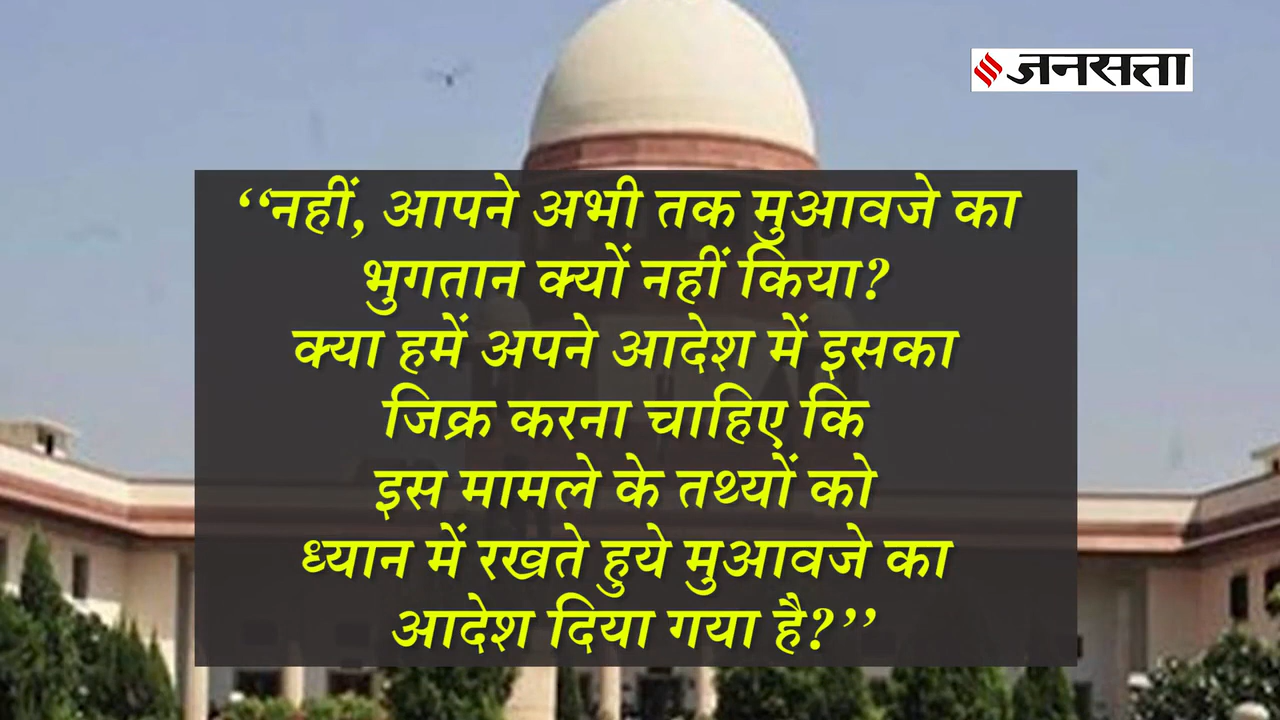 जनसत्ता
‘‘नहीं, आपने अभी तक मुआवजे का
भुगतान क्यों नहीं किया?
क्या हमें अपने आदेश में इसका
जिक्र करना चाहिए कि
इस मामले के तथ्यों को
ध्यान में रखते हुये मुआवजे का
आदेश दिया गया है?’’